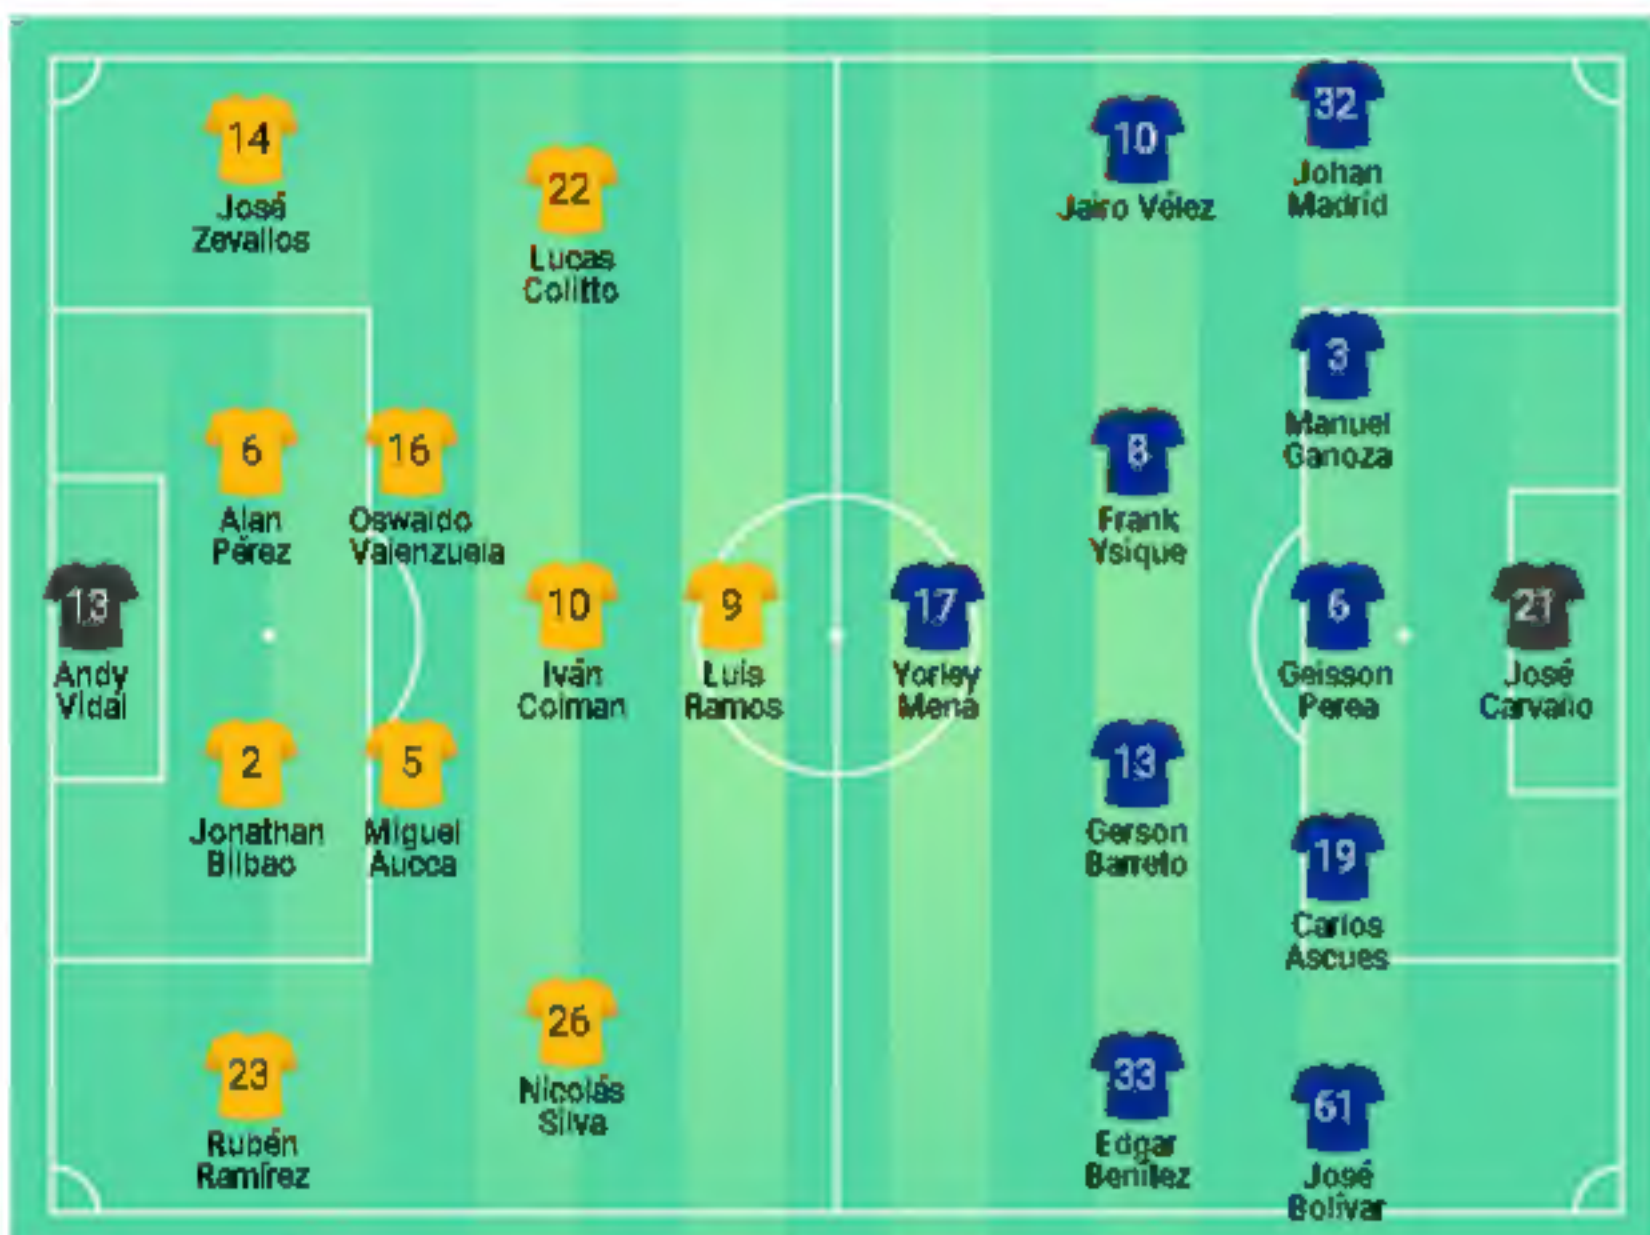 14
José
Zevallos
22
Lucas
Colitto
6
Alan
Pérez
16
Oswaldo
Valenzuela
13
Andy
Vidal
10
Iván
Colman
9
Luis
Ramos
2
Jonathan
Bilbao
5
Miguel
Aucca
26
Nicolás
Silva
23
Rubén
Ramírez
10
Jairo Vélez
32
Johan
Madrid
3
Manuel
Ganoza
8
Frank
Ysique
17
Yorley
Mena
6
Geisson
Perea
21
José
Carvallo
13
Gerson
Barreto
19
Carlos
Ascues
33
Edgar
Benítez
61
José
Bolívar